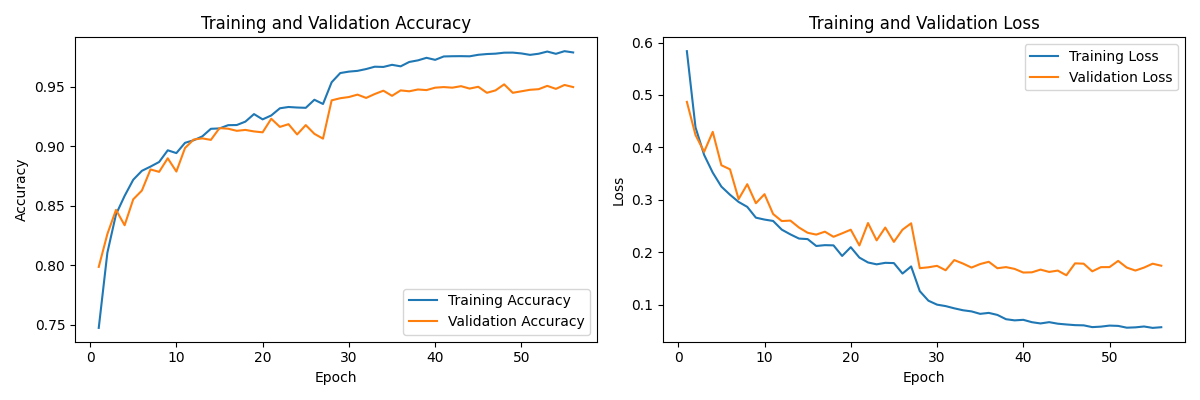 Training and Validation Accuracy
0.95
0.90
0.85
0.80
0.75
Accuracy
Training Accuracy
Validation Accuracy
0
10
20
30
40
50
Epoch
Training and Validation Loss
0.6
0.5
0.4
0.3
0.2
0.1
Loss
Training Loss
Validation Loss
0
10
20
30
40
50
Epoch